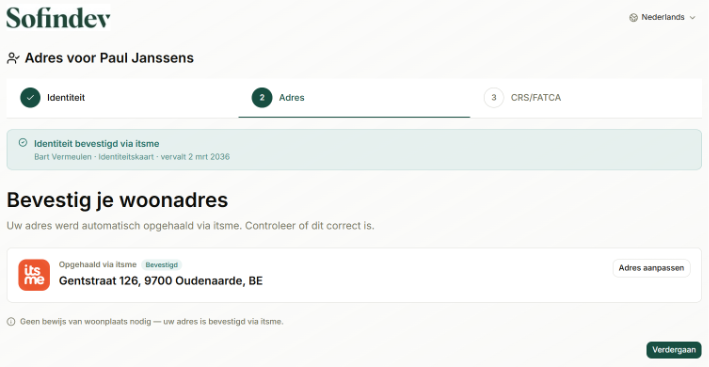 Sofindev
Nederlands
Adres voor Paul Janssens
Identiteit
2 Adres
3 CRS/FATCA
Identiteit bevestigd via itsme
Bart Vermeulen · Identiteitskaart · vervalt 2 mrt 2036
Bevestig je woonadres
Uw adres werd automatisch opgehaald via itsme. Controleer of dit correct is.
its
me
Opgehaald via itsme Bevestigd
Gentstraat 126, 9700 Oudenaarde, BE
Adres aanpassen
Geen bewijs van woonplaats nodig — uw adres is bevestigd via itsme.
Verdergaan